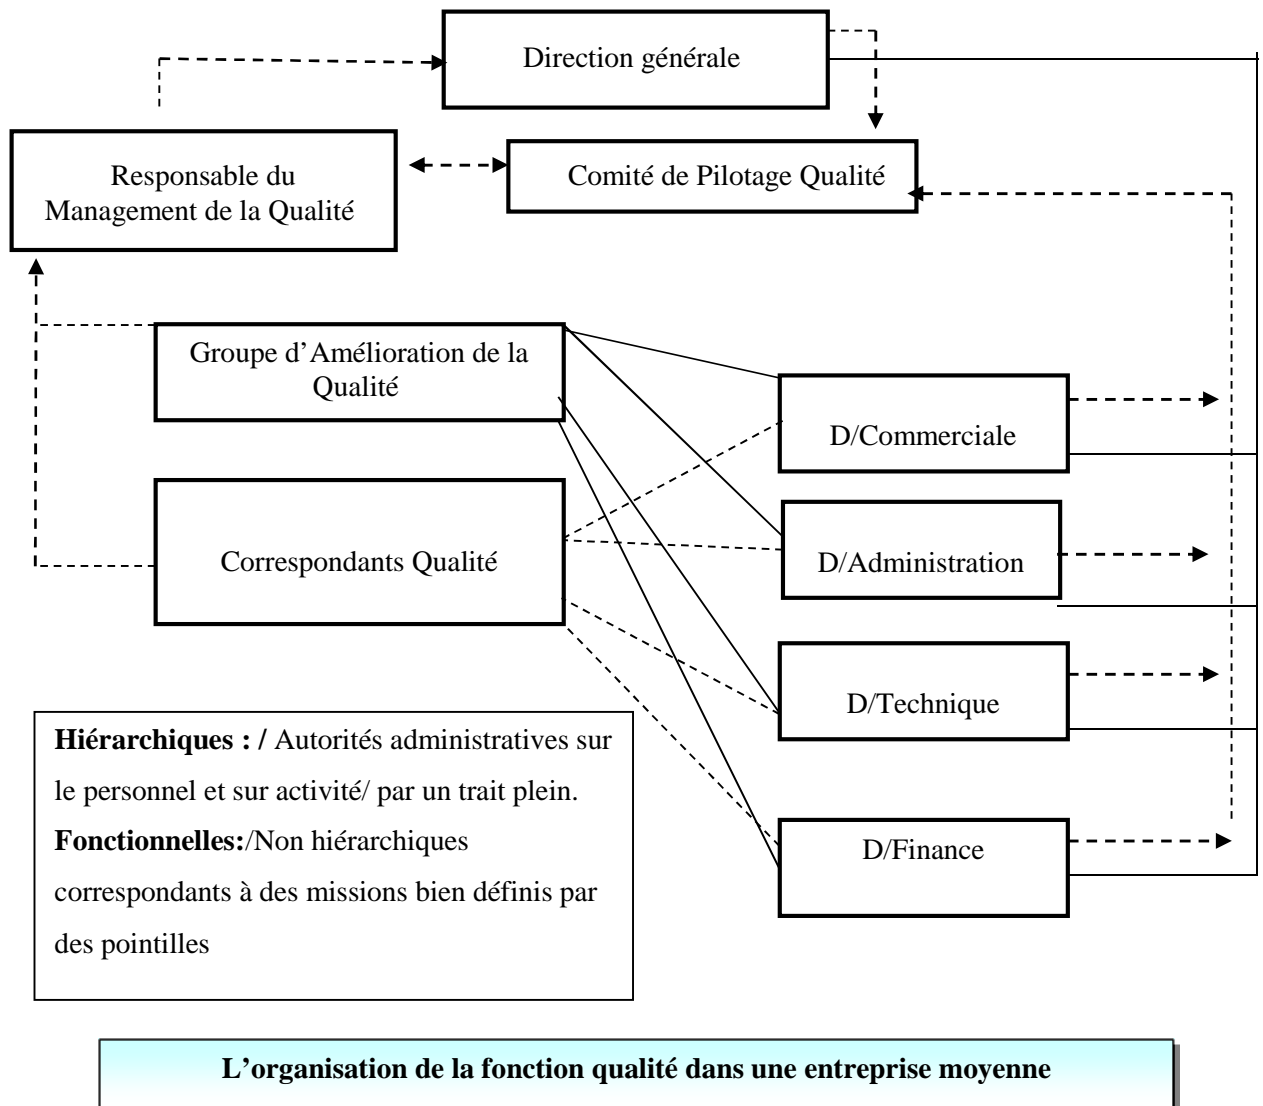 Direction générale
Responsable du
Management de la Qualité
Comité de Pilotage Qualité
Groupe d’Amélioration de la
Qualité
D/Commerciale
Correspondants Qualité
D/Administration
D/Technique
D/Finance
Hiérarchiques : / Autorités administratives sur
le personnel et sur activité/ par un trait plein.
Fonctionnelles:/Non hiérarchiques
correspondants à des missions bien définis par
des pointilles
L’organisation de la fonction qualité dans une entreprise moyenne